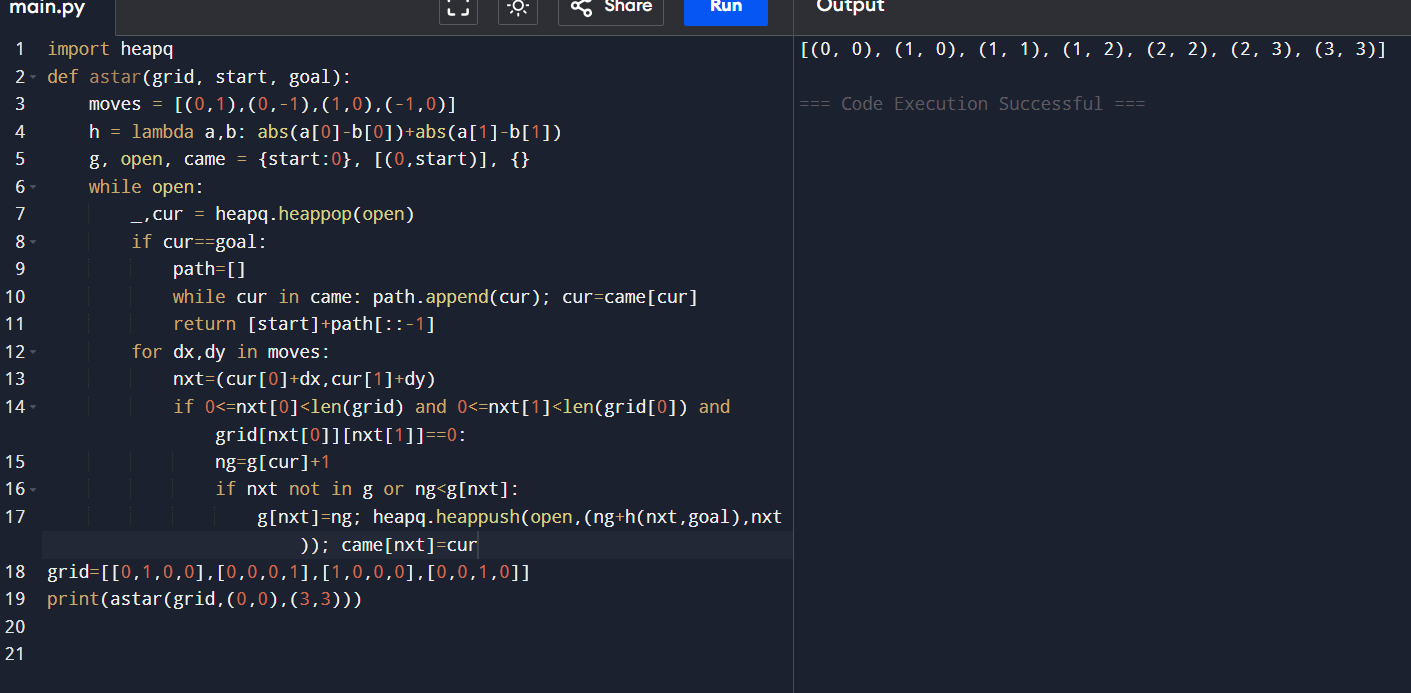 main.py
Share
Run
Output
1 import heapq
2 def astar(grid, start, goal):
3     moves = [(0,1),(0,-1),(1,0),(-1,0)]
4     h = lambda a,b: abs(a[0]-b[0])+abs(a[1]-b[1])
5     g, open, came = {start:0}, [(0,start)], {}
6     while open:
7         _,cur = heapq.heappop(open)
8         if cur==goal:
9             path=[]
10             while cur in came: path.append(cur); cur=came[cur]
11             return [start]+path[::-1]
12         for dx,dy in moves:
13             nxt=(cur[0]+dx,cur[1]+dy)
14             if 0<=nxt[0]<len(grid) and 0<=nxt[1]<len(grid[0]) and
                grid[nxt[0]][nxt[1]]==0:
15                 ng=g[cur]+1
16                 if nxt not in g or ng<g[nxt]:
17                     g[nxt]=ng; heapq.heappush(open,(ng+h(nxt,goal),nxt
                        )); came[nxt]=cur
18 grid=[[0,1,0,0],[0,0,0,1],[1,0,0,0],[0,0,1,0]]
19 print(astar(grid,(0,0),(3,3)))
20
21
[(0, 0), (1, 0), (1, 1), (1, 2), (2, 2), (2, 3), (3, 3)]
=== Code Execution Successful ===